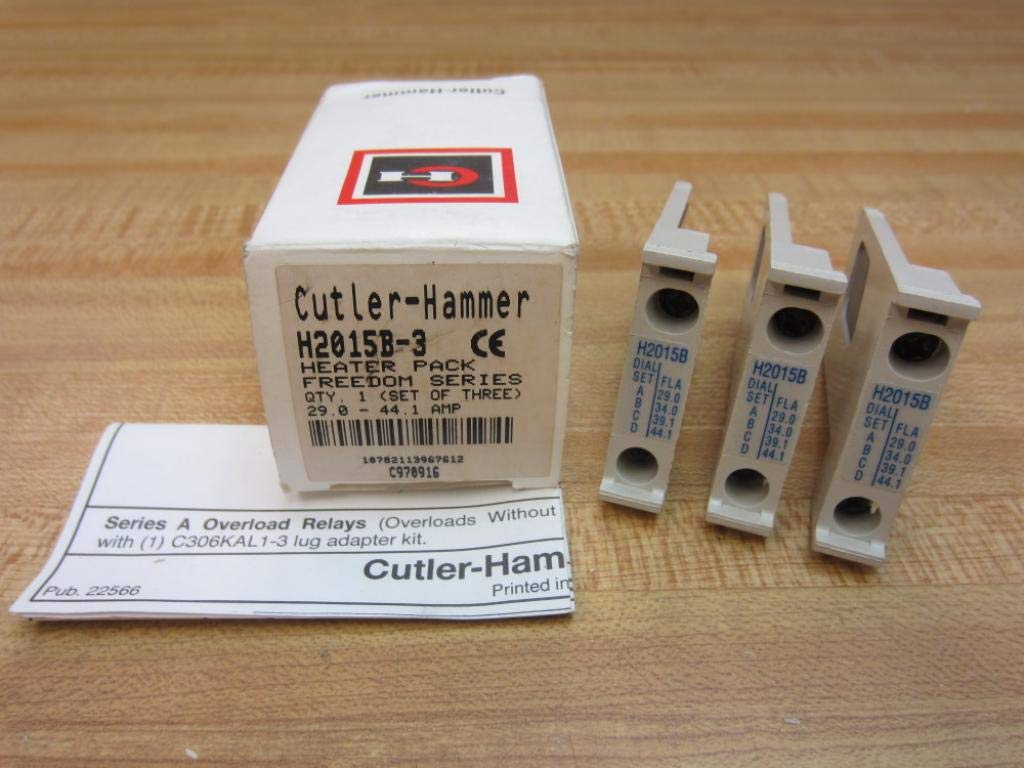 Cutler-Hammer
CH
Cutler-Hammer
H2015B-3 CE
HEATER PACK
FREEDOM SERIES
QTY. 1 (SET OF THREE)
29.0 - 44.1 AMP
10782113967612
C970916
Series A Overload Relays (Overloads Without
with (1) C306KAL1-3 lug adapter kit.
Cutler-Ham
Pub. 22566
Printed in
H2015B
DIAL
SET FLA
A 29.0
B 34.0
C 39.1
D 44.1
H2015B
DIAL
SET FLA
A 29.0
B 34.0
C 39.1
D 44.1
H2015B
DIAL
SET FLA
A 29.0
B 34.0
C 39.1
D 44.1